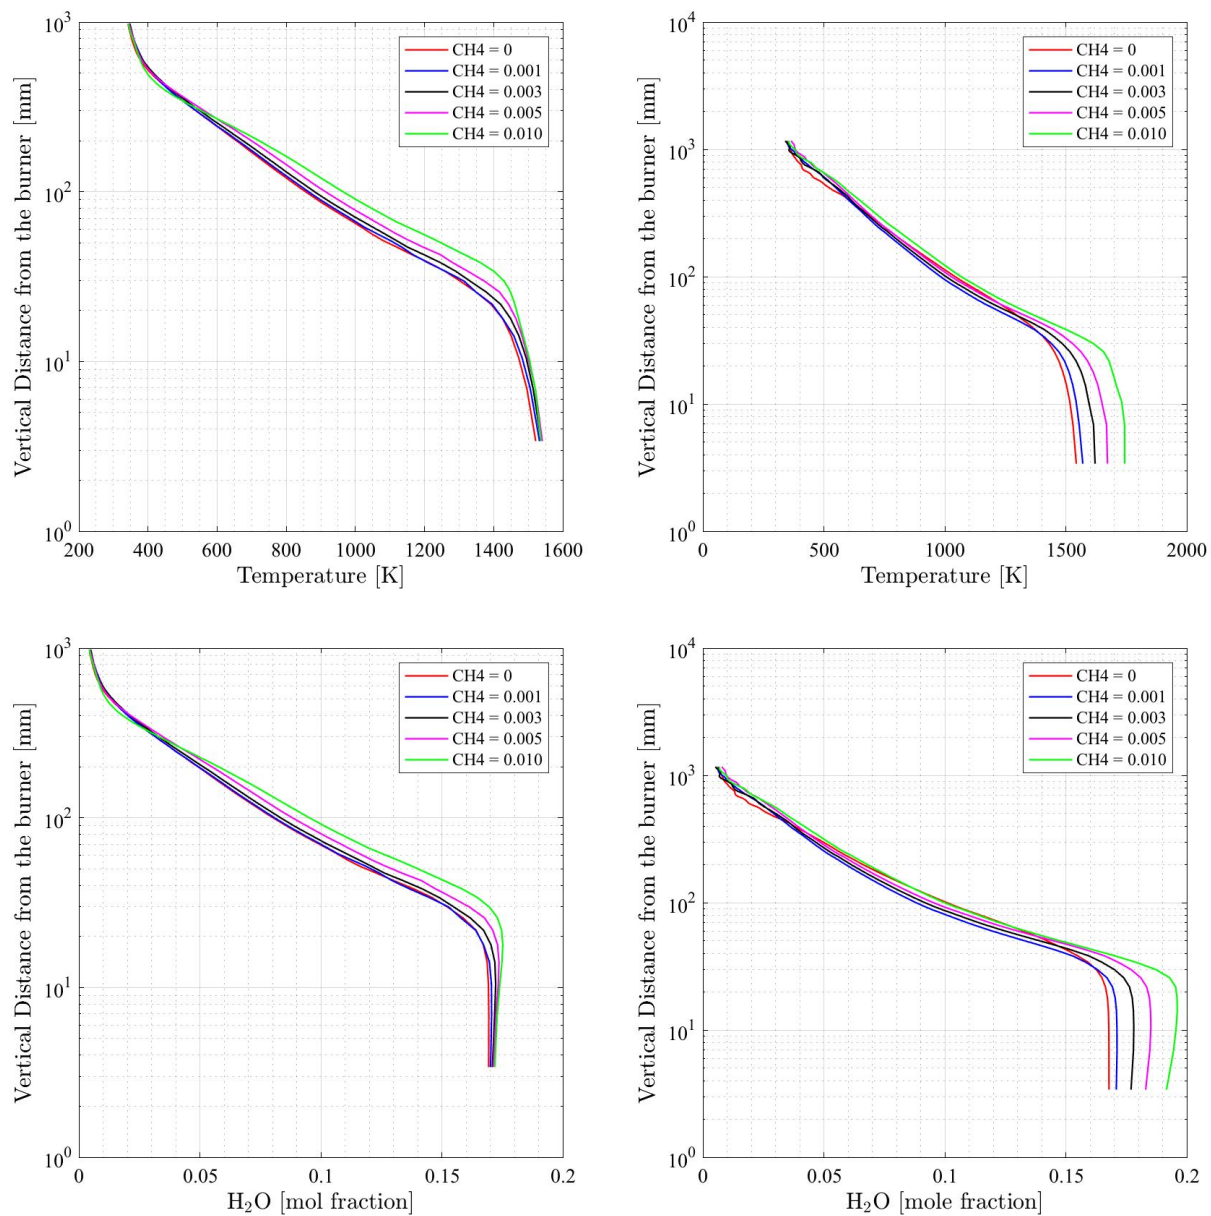 10^3
10^2
10^1
10^0
Vertical Distance from the burner [mm]
CH4 = 0
CH4 = 0.001
CH4 = 0.003
CH4 = 0.005
CH4 = 0.010
200 400 600 800 1000 1200 1400 1600
Temperature [K]
10^4
10^3
10^2
10^1
10^0
Vertical Distance from the burner [mm]
CH4 = 0
CH4 = 0.001
CH4 = 0.003
CH4 = 0.005
CH4 = 0.010
0 500 1000 1500 2000
Temperature [K]
10^3
10^2
10^1
10^0
Vertical Distance from the burner [mm]
CH4 = 0
CH4 = 0.001
CH4 = 0.003
CH4 = 0.005
CH4 = 0.010
0 0.05 0.1 0.15 0.2
H₂O [mol fraction]
10^4
10^3
10^2
10^1
10^0
Vertical Distance from the burner [mm]
CH4 = 0
CH4 = 0.001
CH4 = 0.003
CH4 = 0.005
CH4 = 0.010
0 0.05 0.1 0.15 0.2
H₂O [mole fraction]